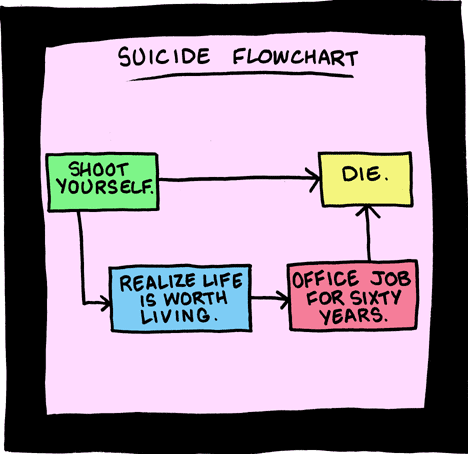 SUICIDE FLOWCHART
SHOOT
YOURSELF.
DIE.
REALIZE LIFE
IS WORTH
LIVING.
OFFICE JOB
FOR SIXTY
YEARS.